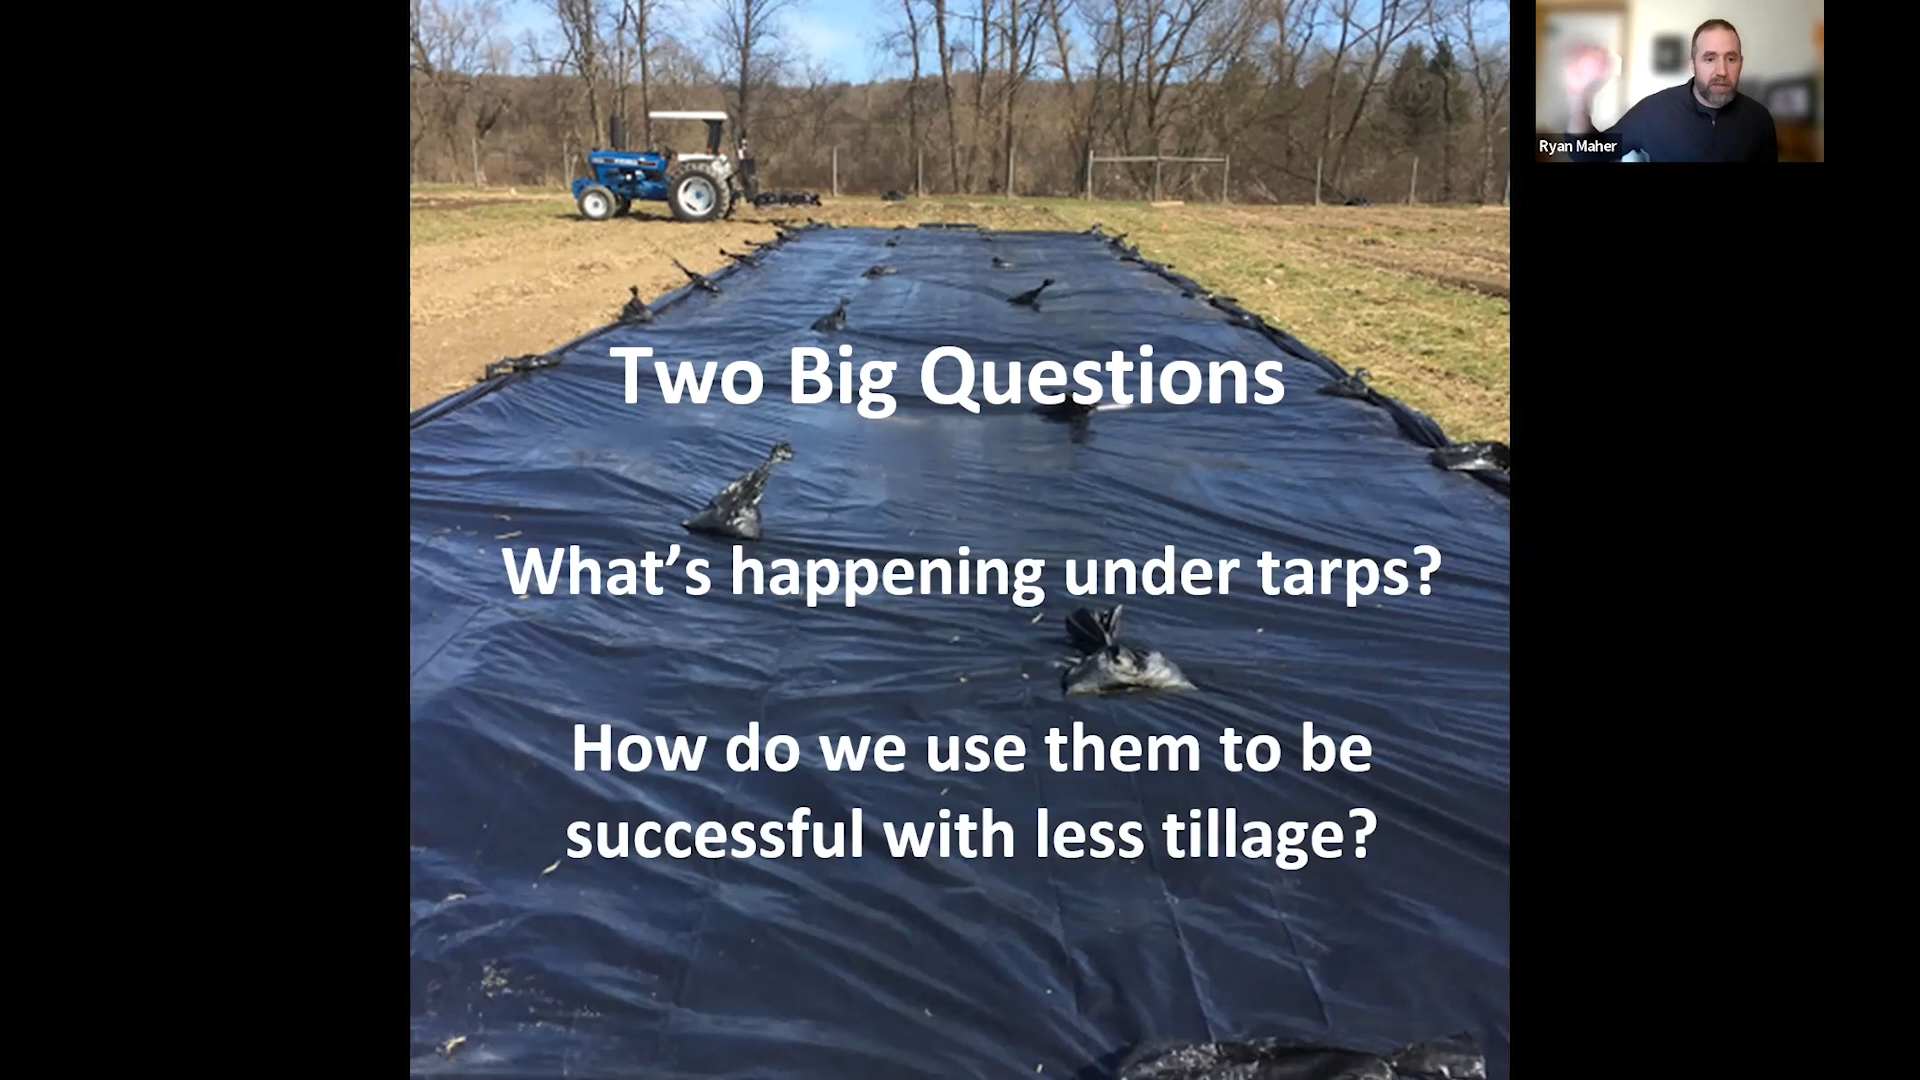 Two Big Questions
What's happening under tarps?
How do we use them to be
successful with less tillage?
Ryan Maher